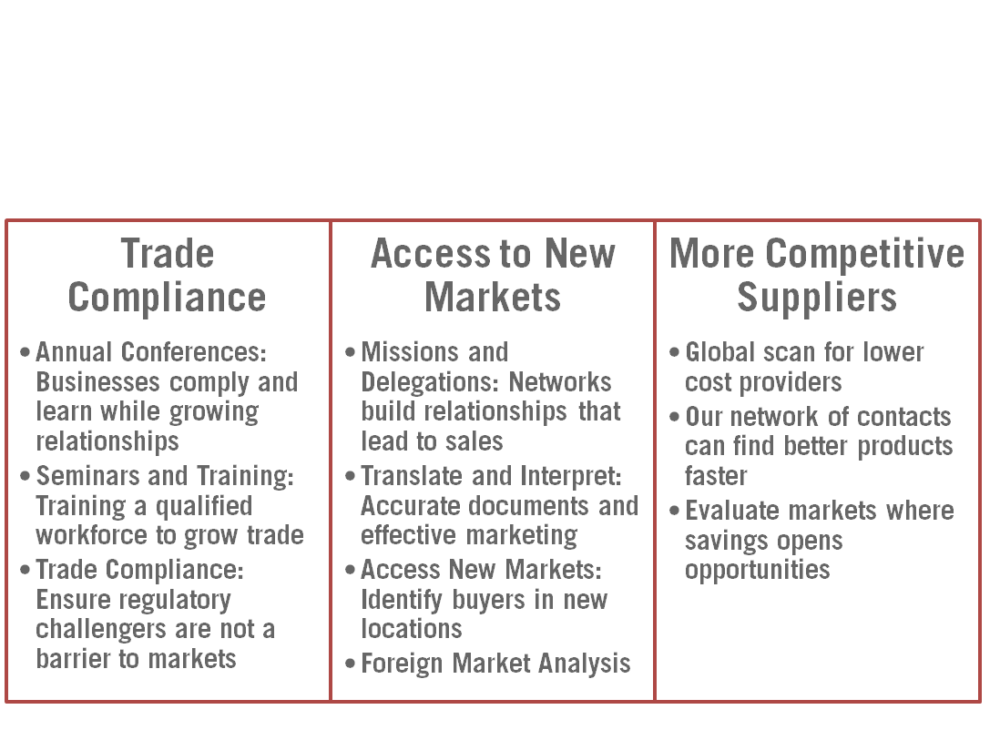 Trade
Compliance
• Annual Conferences:
Businesses comply and
learn while growing
relationships
• Seminars and Training:
Training a qualified
workforce to grow trade
• Trade Compliance:
Ensure regulatory
challengers are not a
barrier to markets
Access to New
Markets
• Missions and
Delegations: Networks
build relationships that
lead to sales
• Translate and Interpret:
Accurate documents and
effective marketing
• Access New Markets:
Identify buyers in new
locations
• Foreign Market Analysis
More Competitive
Suppliers
• Global scan for lower
cost providers
• Our network of contacts
can find better products
faster
• Evaluate markets where
savings opens
opportunities